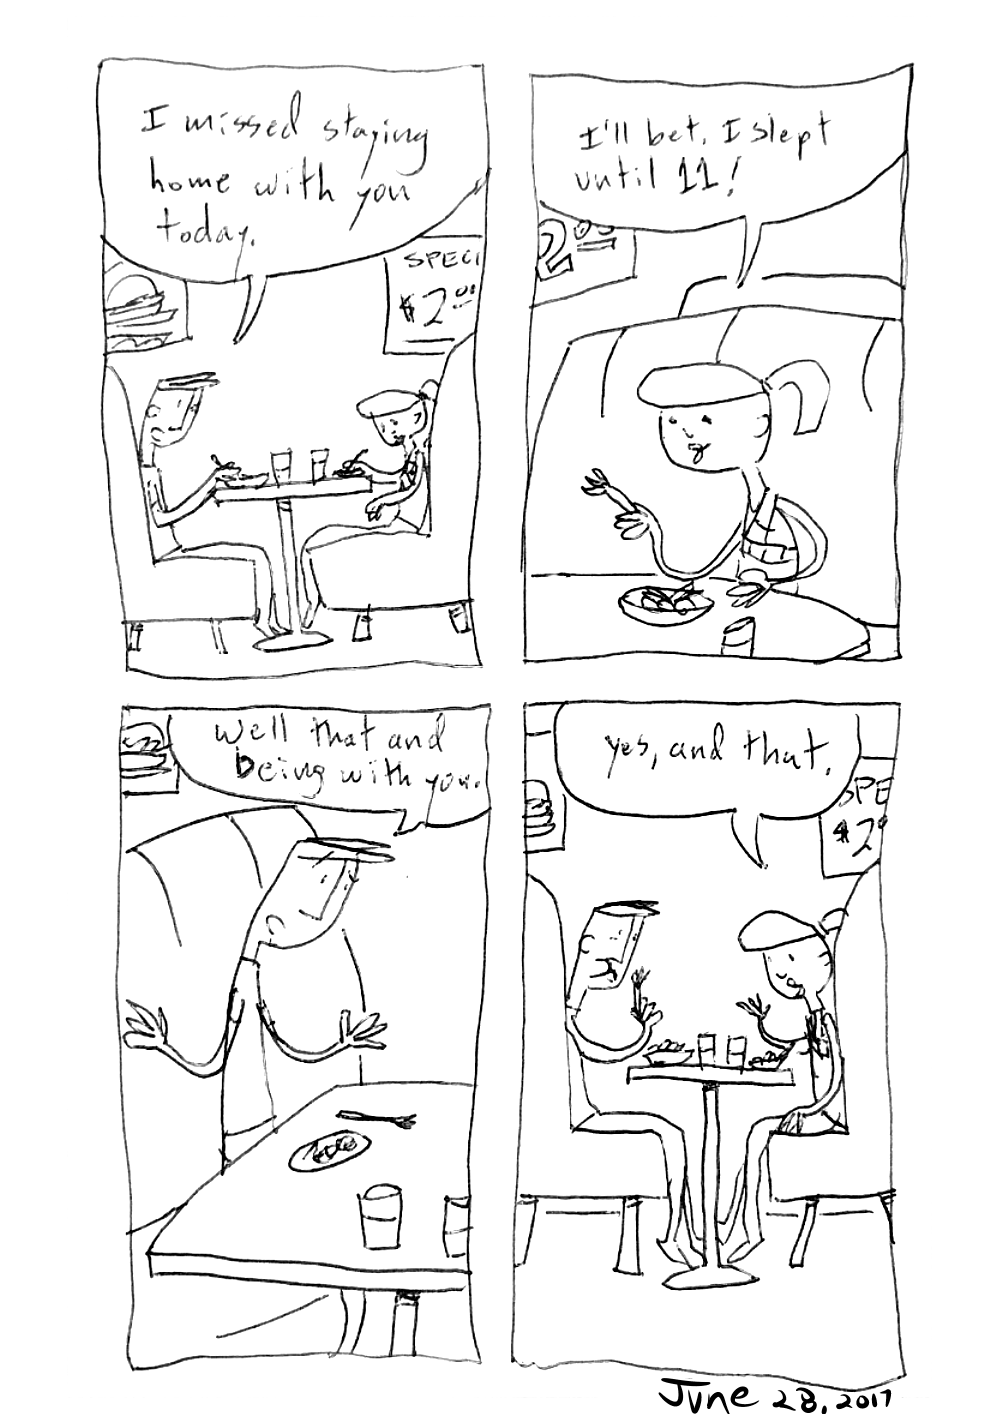 I missed staying
home with you
today.
SPECI
$2.00
I'll bet. I slept
until 11!
2.00
Well that and
being with you.
yes, and that.
SPE
$2
June 28, 2017